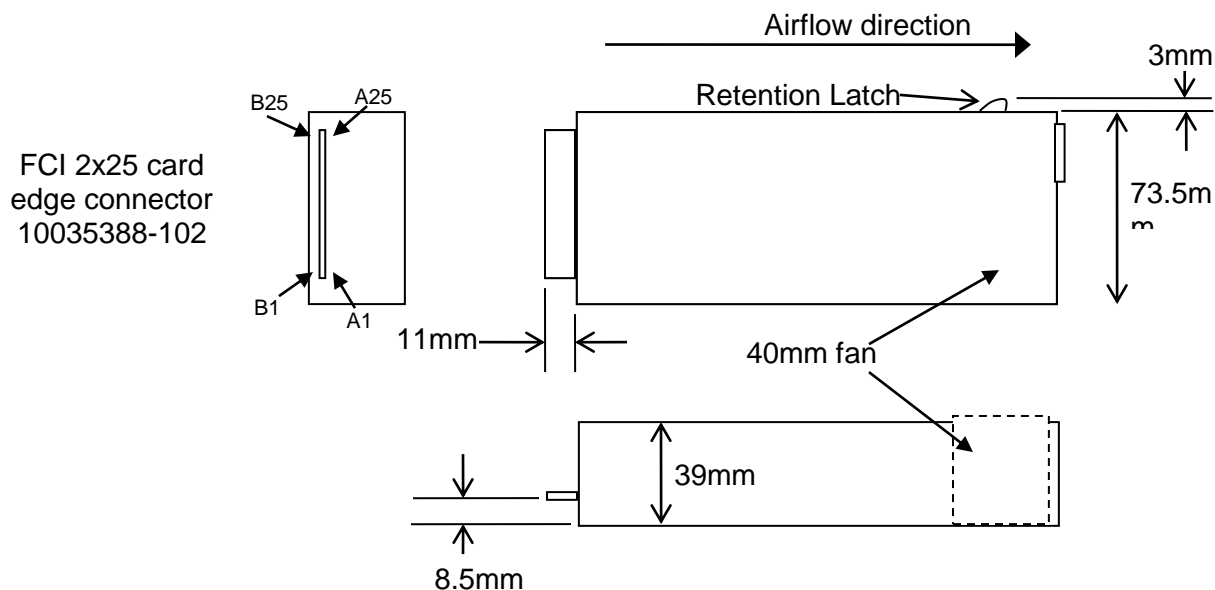 Airflow direction
3mm
Retention Latch
B25
A25
FCI 2x25 card
edge connector
10035388-102
73.5m
m
B1
A1
11mm
40mm fan
39mm
8.5mm